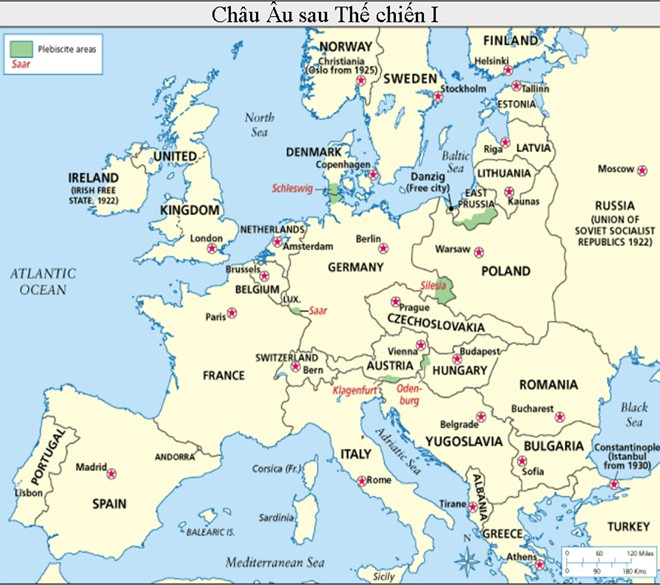 Châu Âu sau Thế chiến I
Plebiscite areas
Saar
NORWAY
Christiania
(Oslo from 1925)
SWEDEN
FINLAND
Helsinki
Stockholm
Tallinn
ESTONIA
North
Sea
DENMARK
Copenhagen
Baltic
Sea
Riga
LATVIA
UNITED
KINGDOM
IRELAND
(IRISH FREE
STATE, 1922)
Schleswig
Danzig
(Free city)
EAST
PRUSSIA
LITHUANIA
Kaunas
Moscow
RUSSIA
(UNION OF
SOVIET SOCIALIST
REPUBLICS 1922)
London
NETHERLANDS
Amsterdam
Berlin
Warsaw
POLAND
ATLANTIC
OCEAN
Brussels
BELGIUM
GERMANY
LUX.
Saar
Silesia
Paris
Prague
CZECHOSLOVAKIA
FRANCE
SWITZERLAND
Bern
Vienna
AUSTRIA
Budapest
HUNGARY
Klagenfurt
Oden-
burg
ROMANIA
Bucharest
Black
Sea
Belgrade
YUGOSLAVIA
BULGARIA
Sofia
Constantinople
(Istanbul
from 1930)
PORTUGAL
Lisbon
Madrid
SPAIN
ANDORRA
Corsica (Fr.)
ITALY
Rome
Adriatic Sea
Tirane
ALBANIA
GREECE
Athens
TURKEY
Sardinia
BALEARIC IS.
Mediterranean Sea
Sicily
N
0 60 120 Miles
0 90 180 Kms